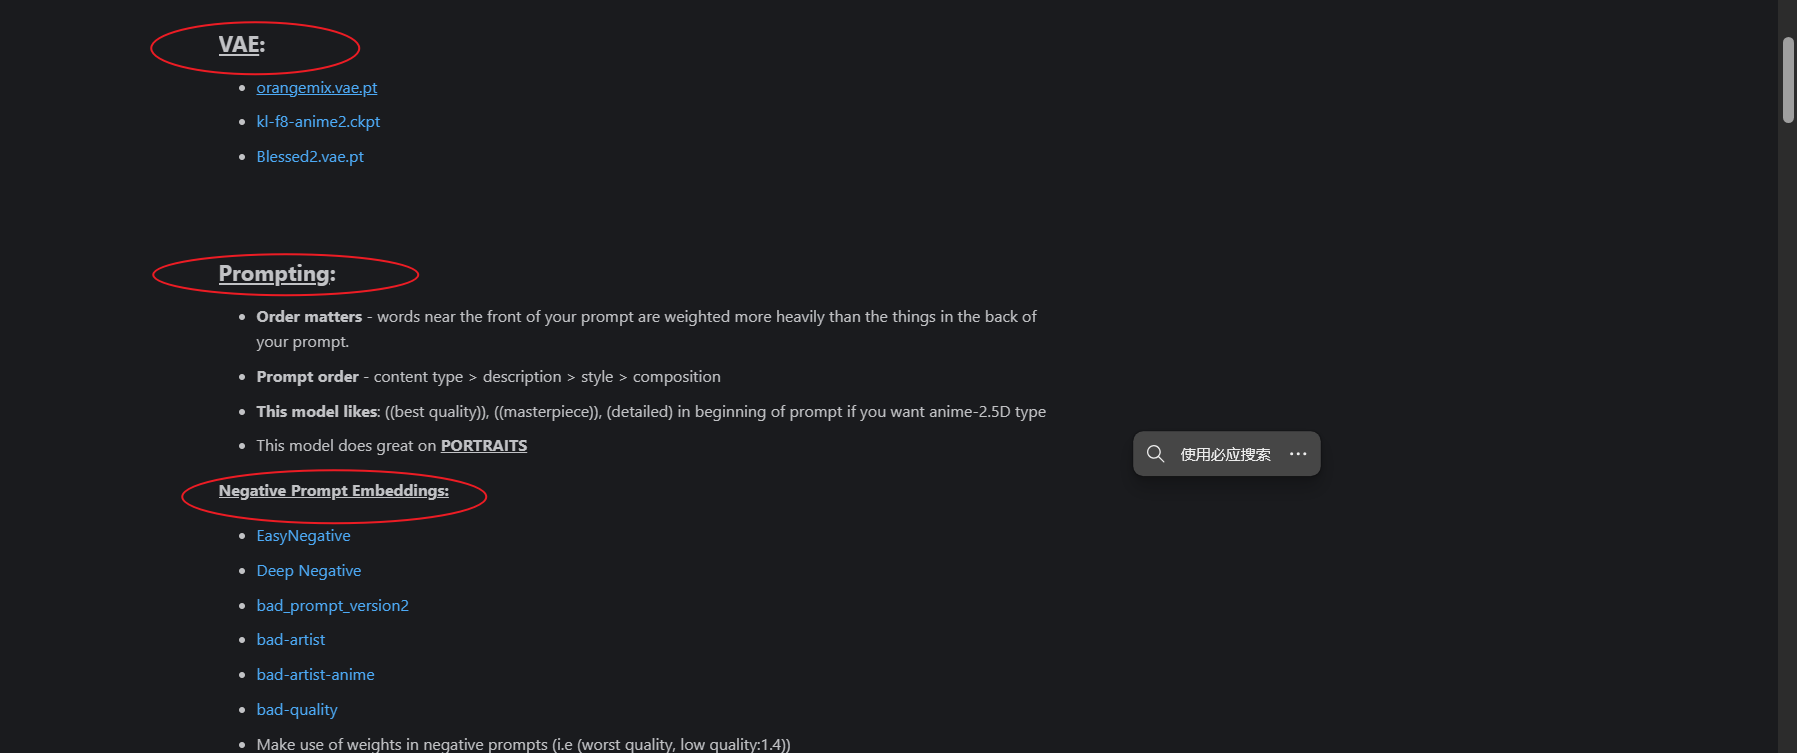 VAE:
orangemix.vae.pt
kl-f8-anime2.ckpt
Blessed2.vae.pt
Prompting:
Order matters - words near the front of your prompt are weighted more heavily than the things in the back of
your prompt.
Prompt order - content type > description > style > composition
This model likes: ((best quality)), ((masterpiece)), (detailed) in beginning of prompt if you want anime-2.5D type
This model does great on PORTRAITS
使用必应搜索
Negative Prompt Embeddings:
EasyNegative
Deep Negative
bad_prompt_version2
bad-artist
bad-artist-anime
bad-quality
Make use of weights in negative prompts (i.e (worst quality, low quality:1.4))